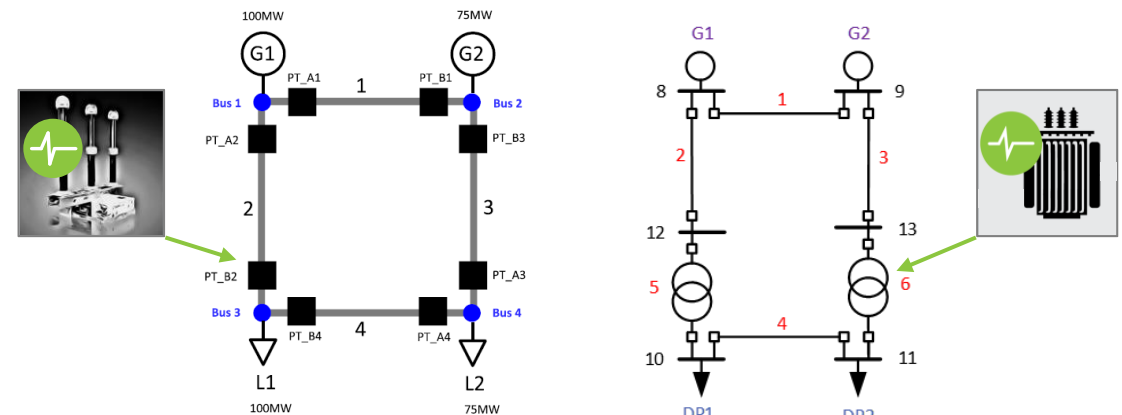 100MW
75MW
G1
G2
PT_A1
1
PT_B1
Bus 1
Bus 2
PT_A2
PT_B3
2
3
PT_B2
PT_A3
Bus 3
Bus 4
PT_B4
4
PT_A4
L1
L2
100MW
75MW
G1
G2
8
9
1
2
3
12
13
5
6
4
10
11
DP1
DP2